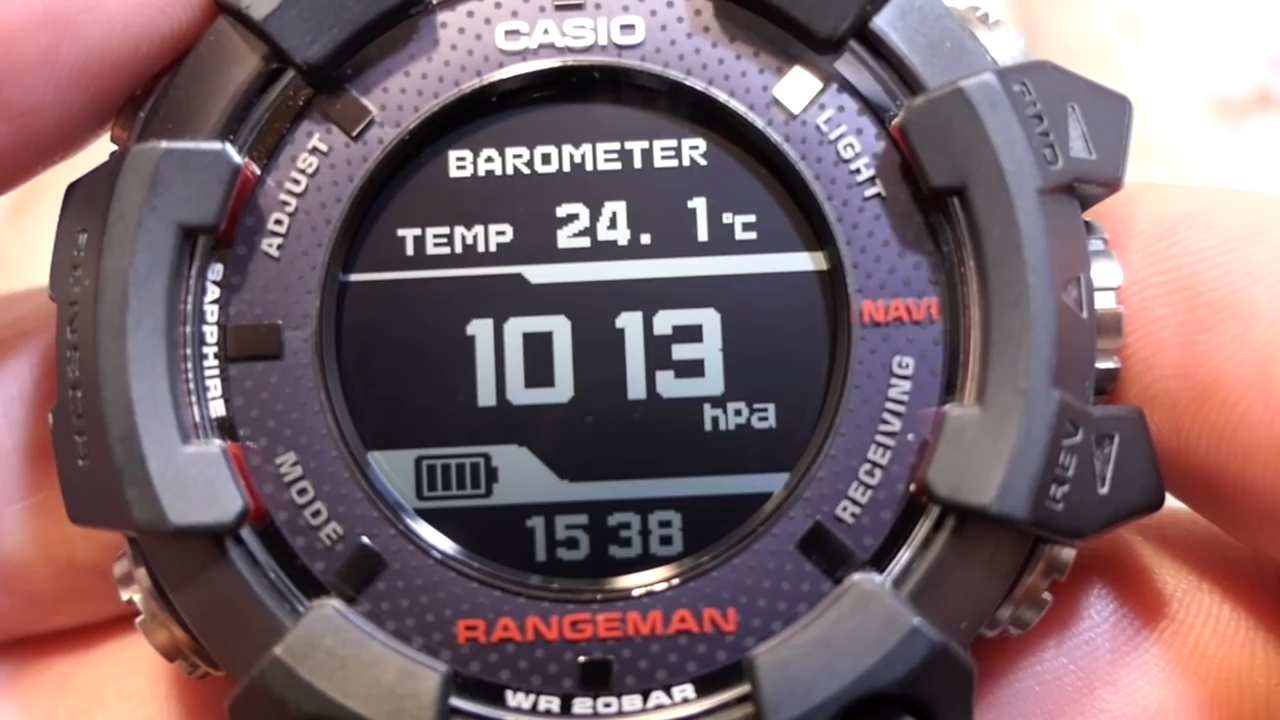 CASIO
ADJUST
LIGHT
FWD
BAROMETER
TEMP 24.1°C
SAPPHIRE
NAVI
10 13
hPa
MODE
RECEIVING
REV
15 38
RANGEMAN
WR 20BAR